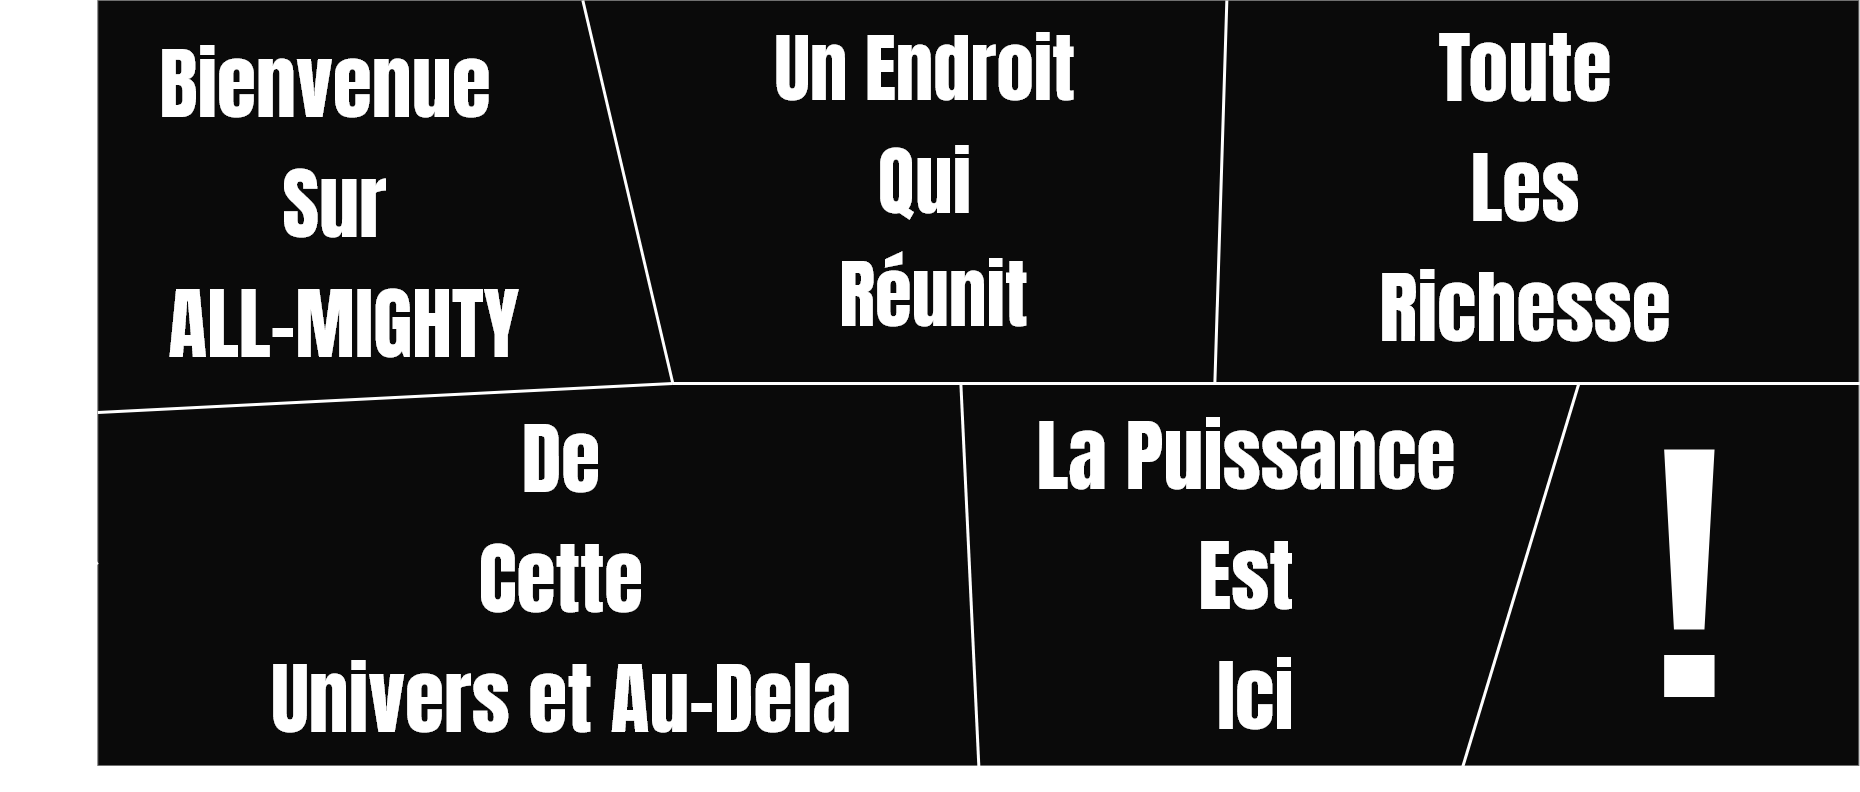 Bienvenue
Sur
ALL-MIGHTY
Un Endroit
Qui
Réunit
Toute
Les
Richesse
De
Cette
Univers et Au-Dela
La Puissance
Est
Ici
!